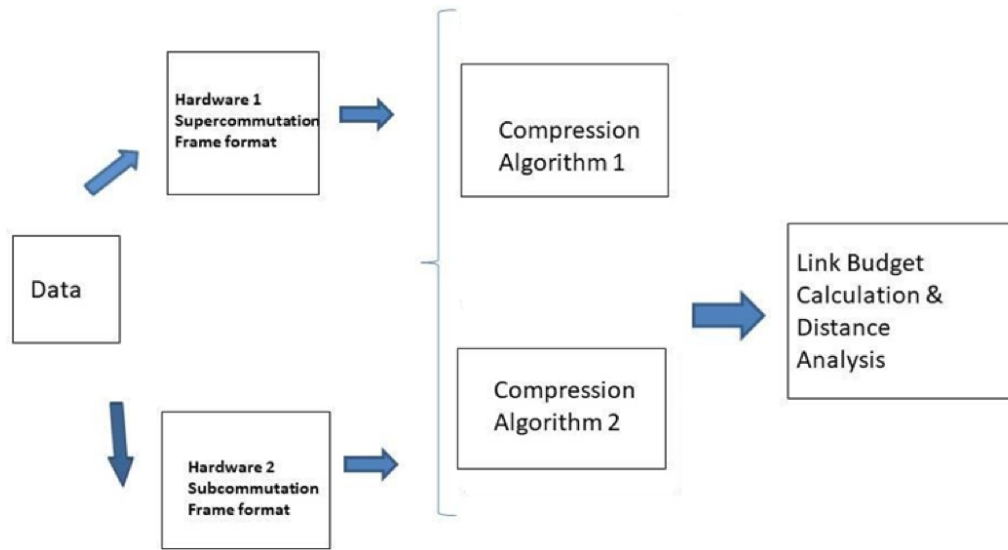 Data
Hardware 1
Supercommutation
Frame format
Hardware 2
Subcommutation
Frame format
Compression
Algorithm 1
Compression
Algorithm 2
Link Budget
Calculation &
Distance
Analysis